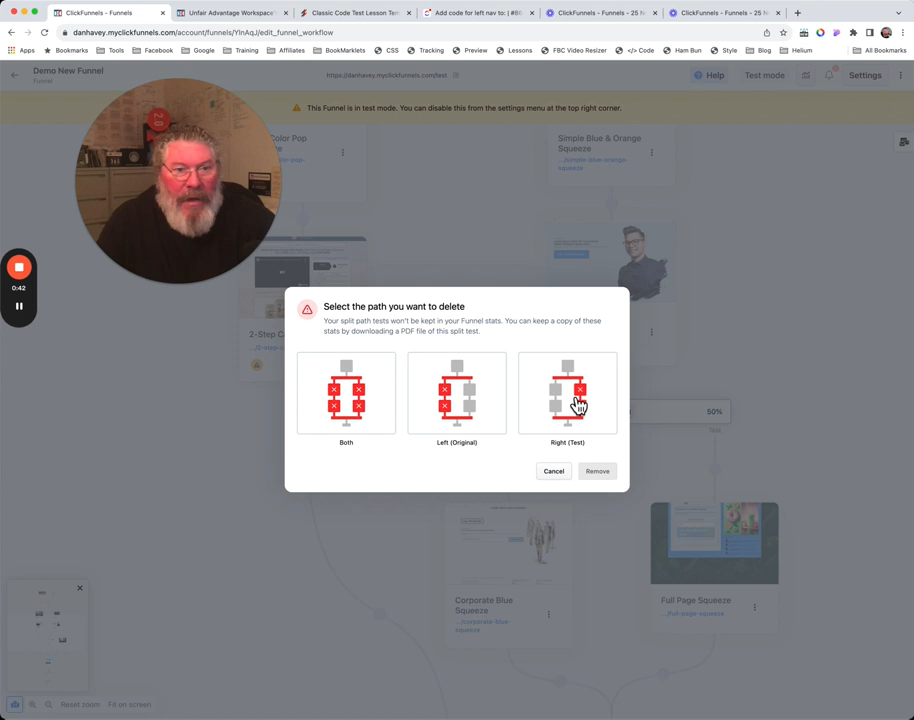 ClickFunnels - Funnels
Unfair Advantage Workspace'
Classic Code Test Lesson Tem
Add code for left nav to: | #86
ClickFunnels - Funnels - 25 N
ClickFunnels - Funnels - 25 N
danhavey.myclickfunnels.com/account/funnels/YlnAqJ/edit_funnel_workflow
Apps
Bookmarks
Tools
Facebook
Google
Training
Affiliates
BookMarklets
CSS
Tracking
Preview
Lessons
FBC Video Resizer
</> Code
Ham Bun
Style
Blog
Helium
All Bookmarks
Demo New Funnel
Funnel
https://danhavey.myclickfunnels.com/test
Help
Test mode
Settings
This Funnel is in test mode. You can disable this from the settings menu at the top right corner.
Color Pop
Simple Blue & Orange
Squeeze
.../simple-blue-orange-
squeeze
0:42
2-Step
Select the path you want to delete
Your split path tests won't be kept in your Funnel stats. You can keep a copy of these
stats by downloading a PDF file of this split test.
Both
Left (Original)
Right (Test)
Cancel
Remove
50%
Corporate Blue
Squeeze
.../corporate-blue-
squeeze
Full Page Squeeze
.../full-page-squeeze
Reset zoom
Fit on screen